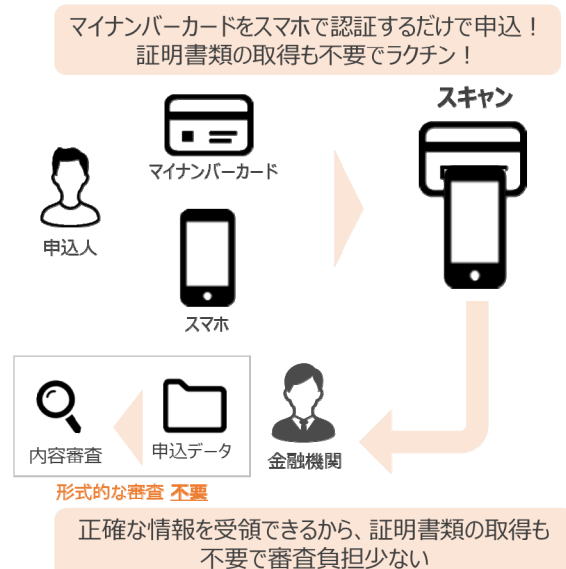 マイナンバーカードをスマホで認証するだけで申込！
証明書類の取得も不要でラクチン！
スキャン
マイナンバーカード
申込人
スマホ
内容審査
申込データ
金融機関
形式的な審査 不要
正確な情報を受領できるから、証明書類の取得も
不要で審査負担少ない